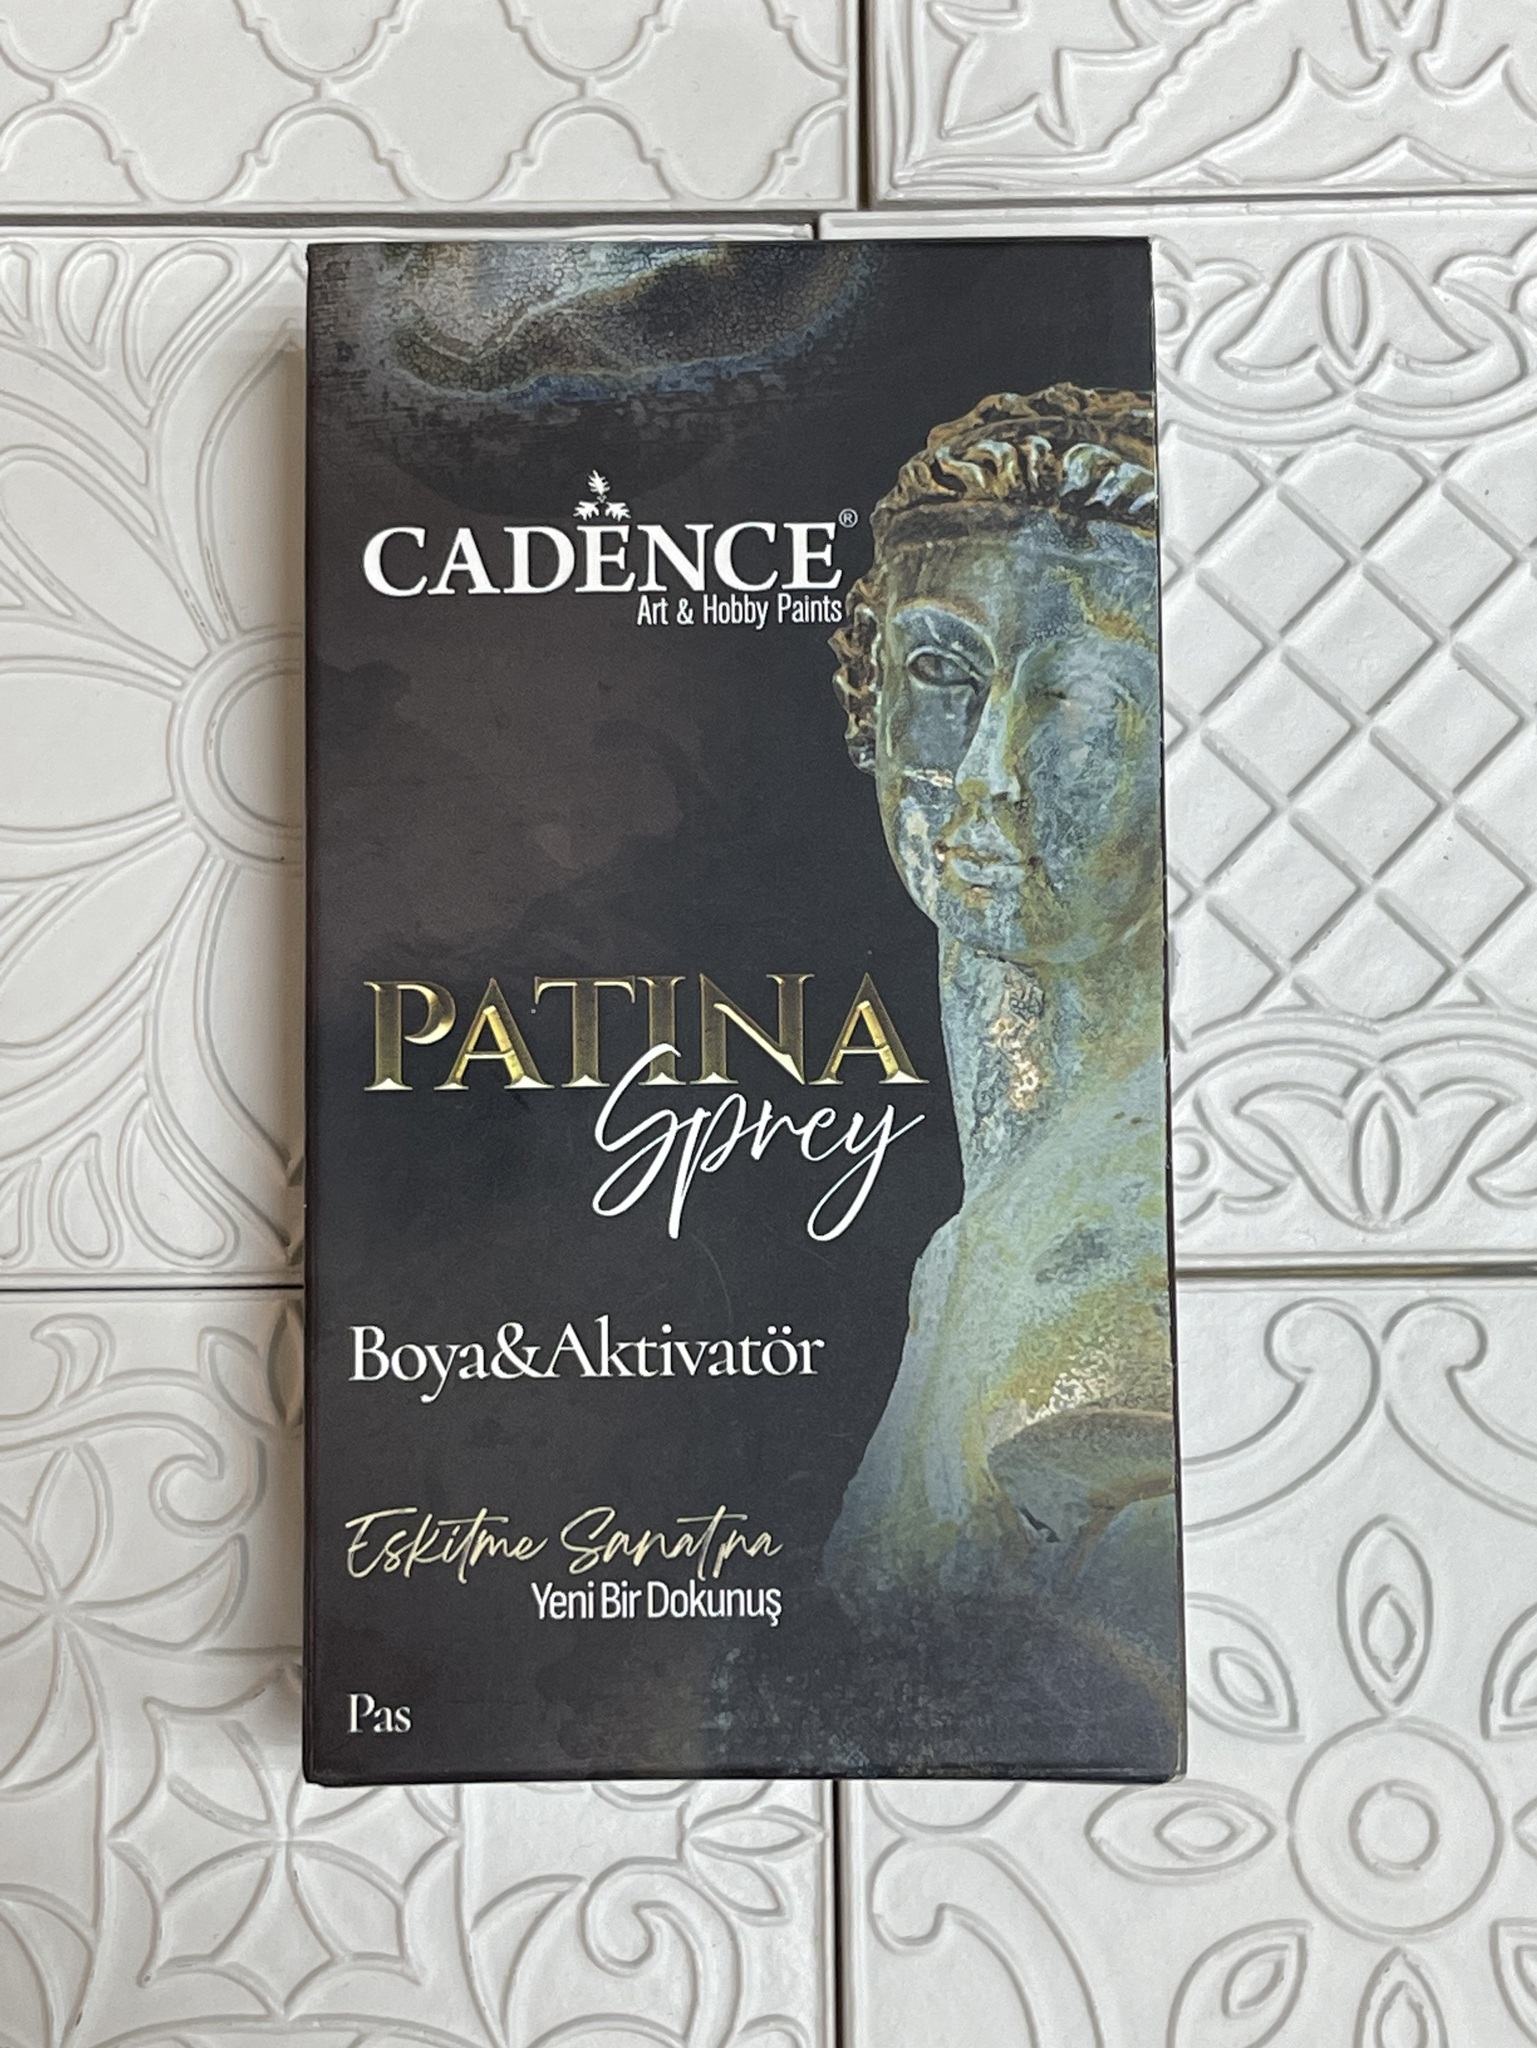 CADENCE®
Art & Hobby Paints
PATINA
Sprey
Boya&Aktivatör
Eskitme Sanatına
Yeni Bir Dokunuş
Pas